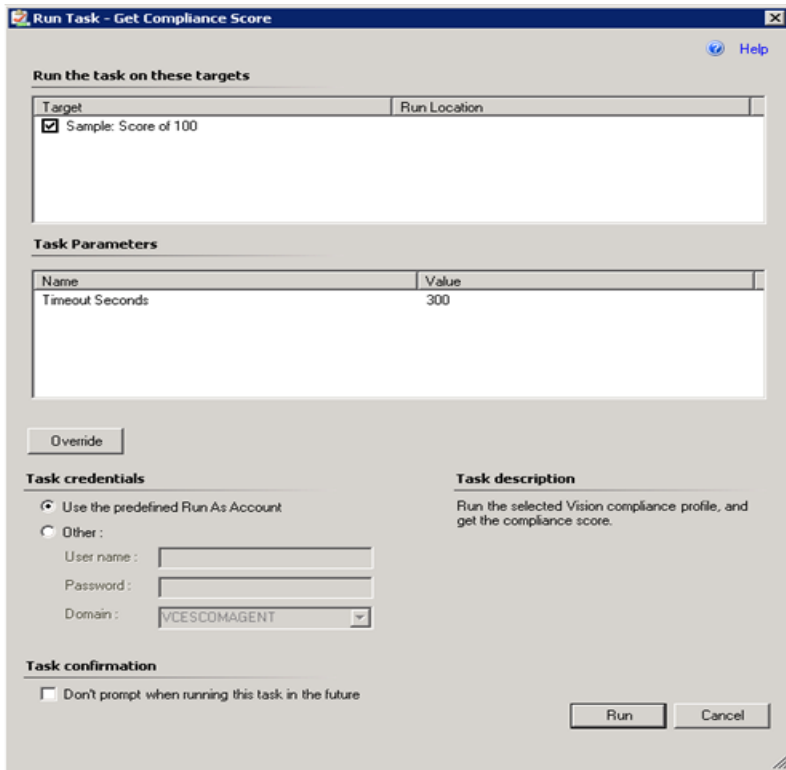 Run Task - Get Compliance Score
Help
Run the task on these targets
Target Run Location
Sample: Score of 100
Task Parameters
Name Value
Timeout Seconds 300
Override
Task credentials Task description
Use the predefined Run As Account Run the selected Vision compliance profile, and
get the compliance score.
Other :
User name :
Password :
Domain : VCESCOMAGENT
Task confirmation
Don't prompt when running this task in the future
Run Cancel